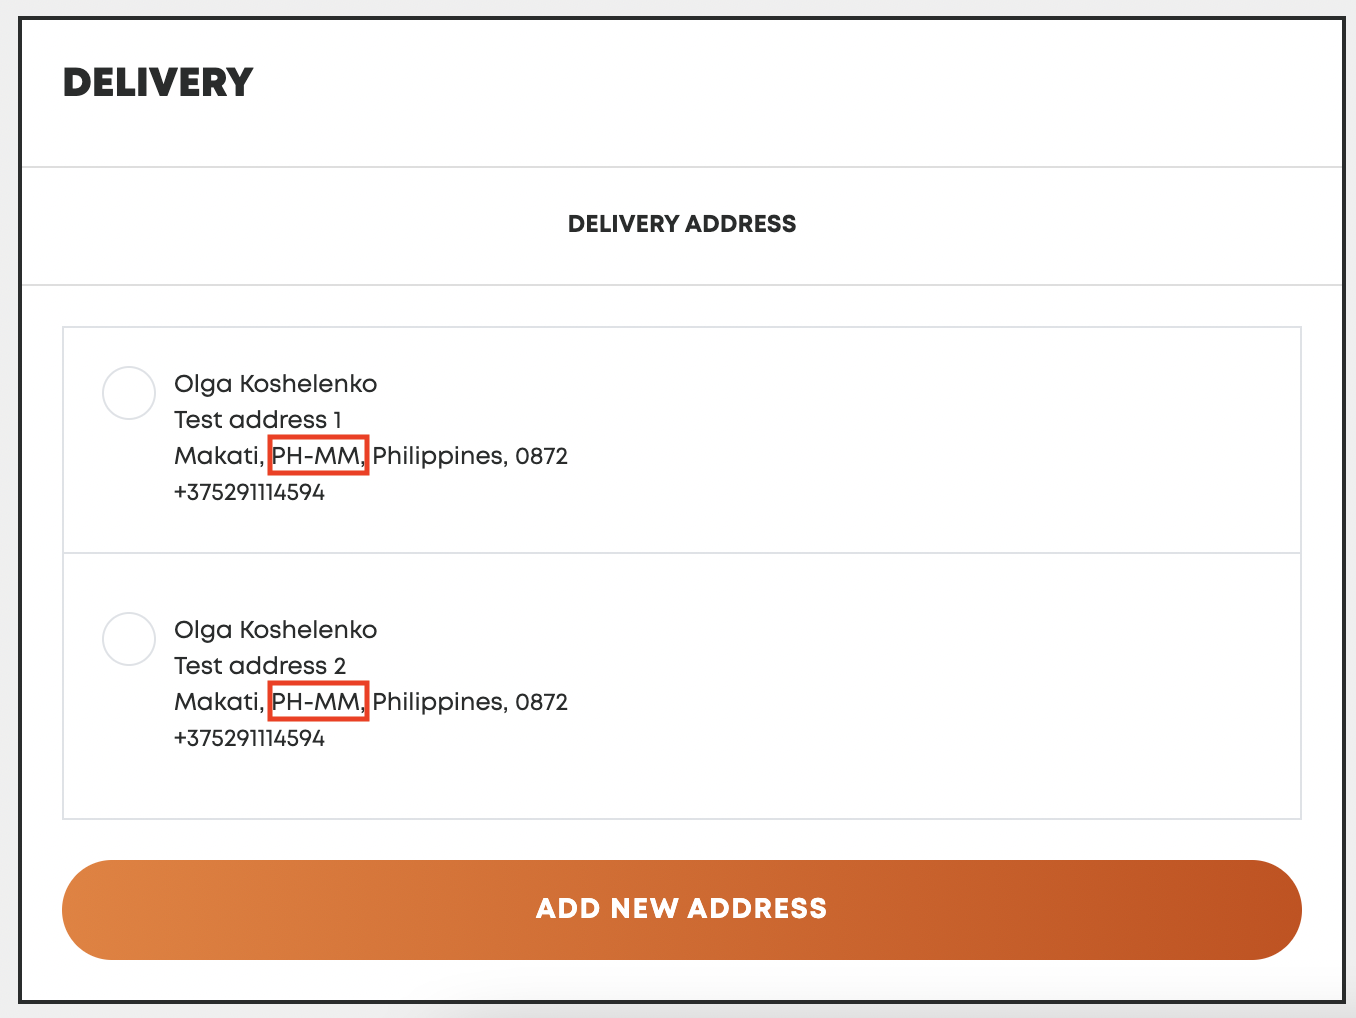 DELIVERY
DELIVERY ADDRESS
Olga Koshelenko
Test address 1
Makati, PH-MM, Philippines, 0872
+375291114594
Olga Koshelenko
Test address 2
Makati, PH-MM, Philippines, 0872
+375291114594
ADD NEW ADDRESS